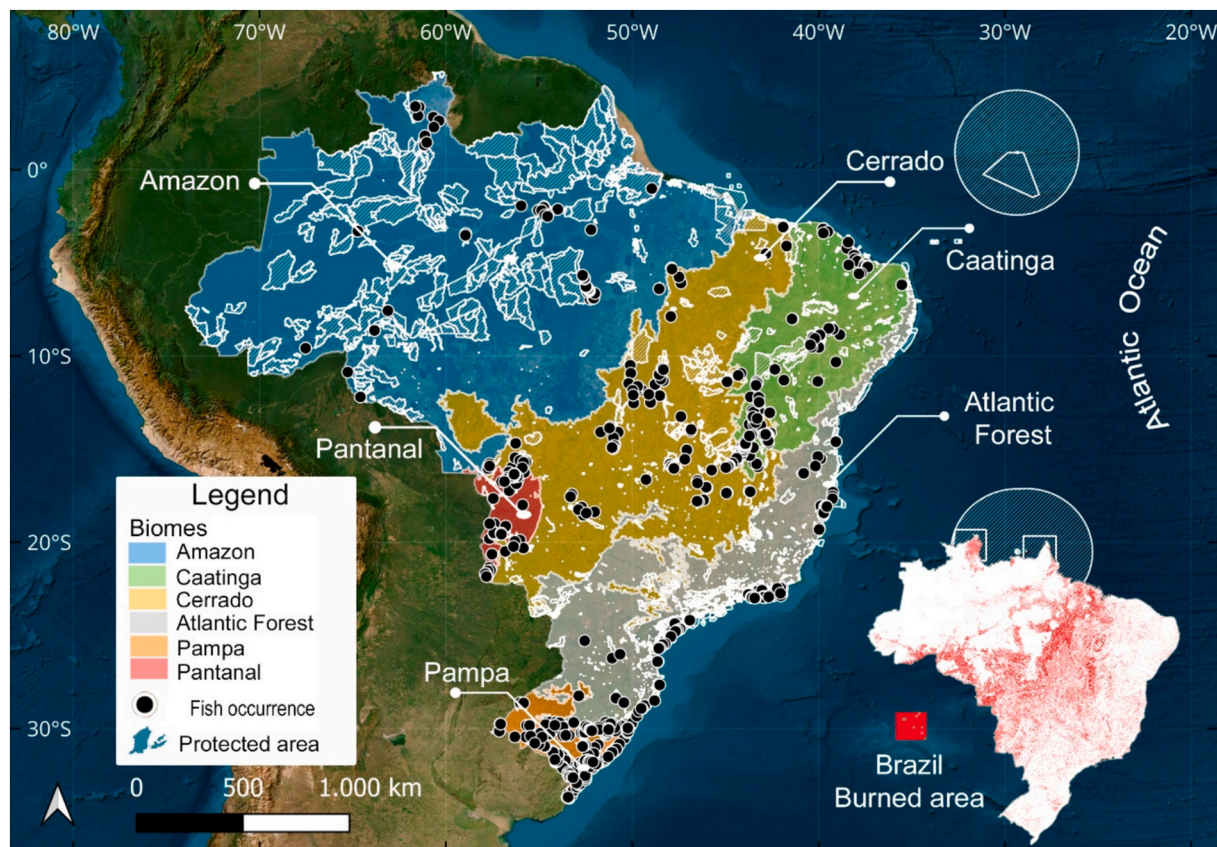 80°W
70°W
60°W
50°W
40°W
30°W
20°W
0°
10°S
20°S
30°S
Amazon
Cerrado
Caatinga
Atlantic Ocean
Atlantic
Forest
Pantanal
Pampa
Legend
Biomes
Amazon
Caatinga
Cerrado
Atlantic Forest
Pampa
Pantanal
Fish occurrence
Protected area
0 500 1.000 km
Brazil
Burned area